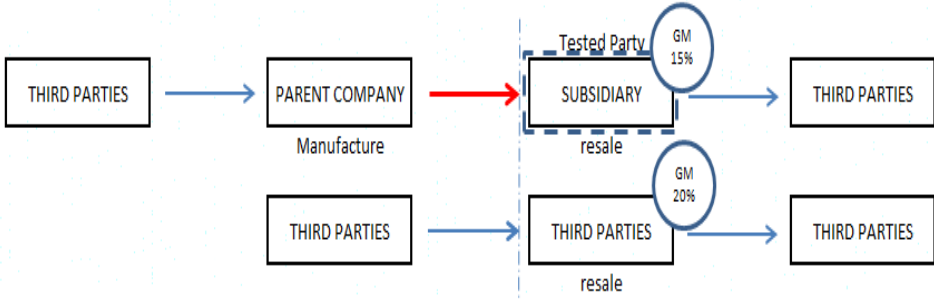 Tested Party
GM
15%
THIRD PARTIES
PARENT COMPANY
SUBSIDIARY
THIRD PARTIES
Manufacture
resale
GM
20%
THIRD PARTIES
THIRD PARTIES
THIRD PARTIES
resale